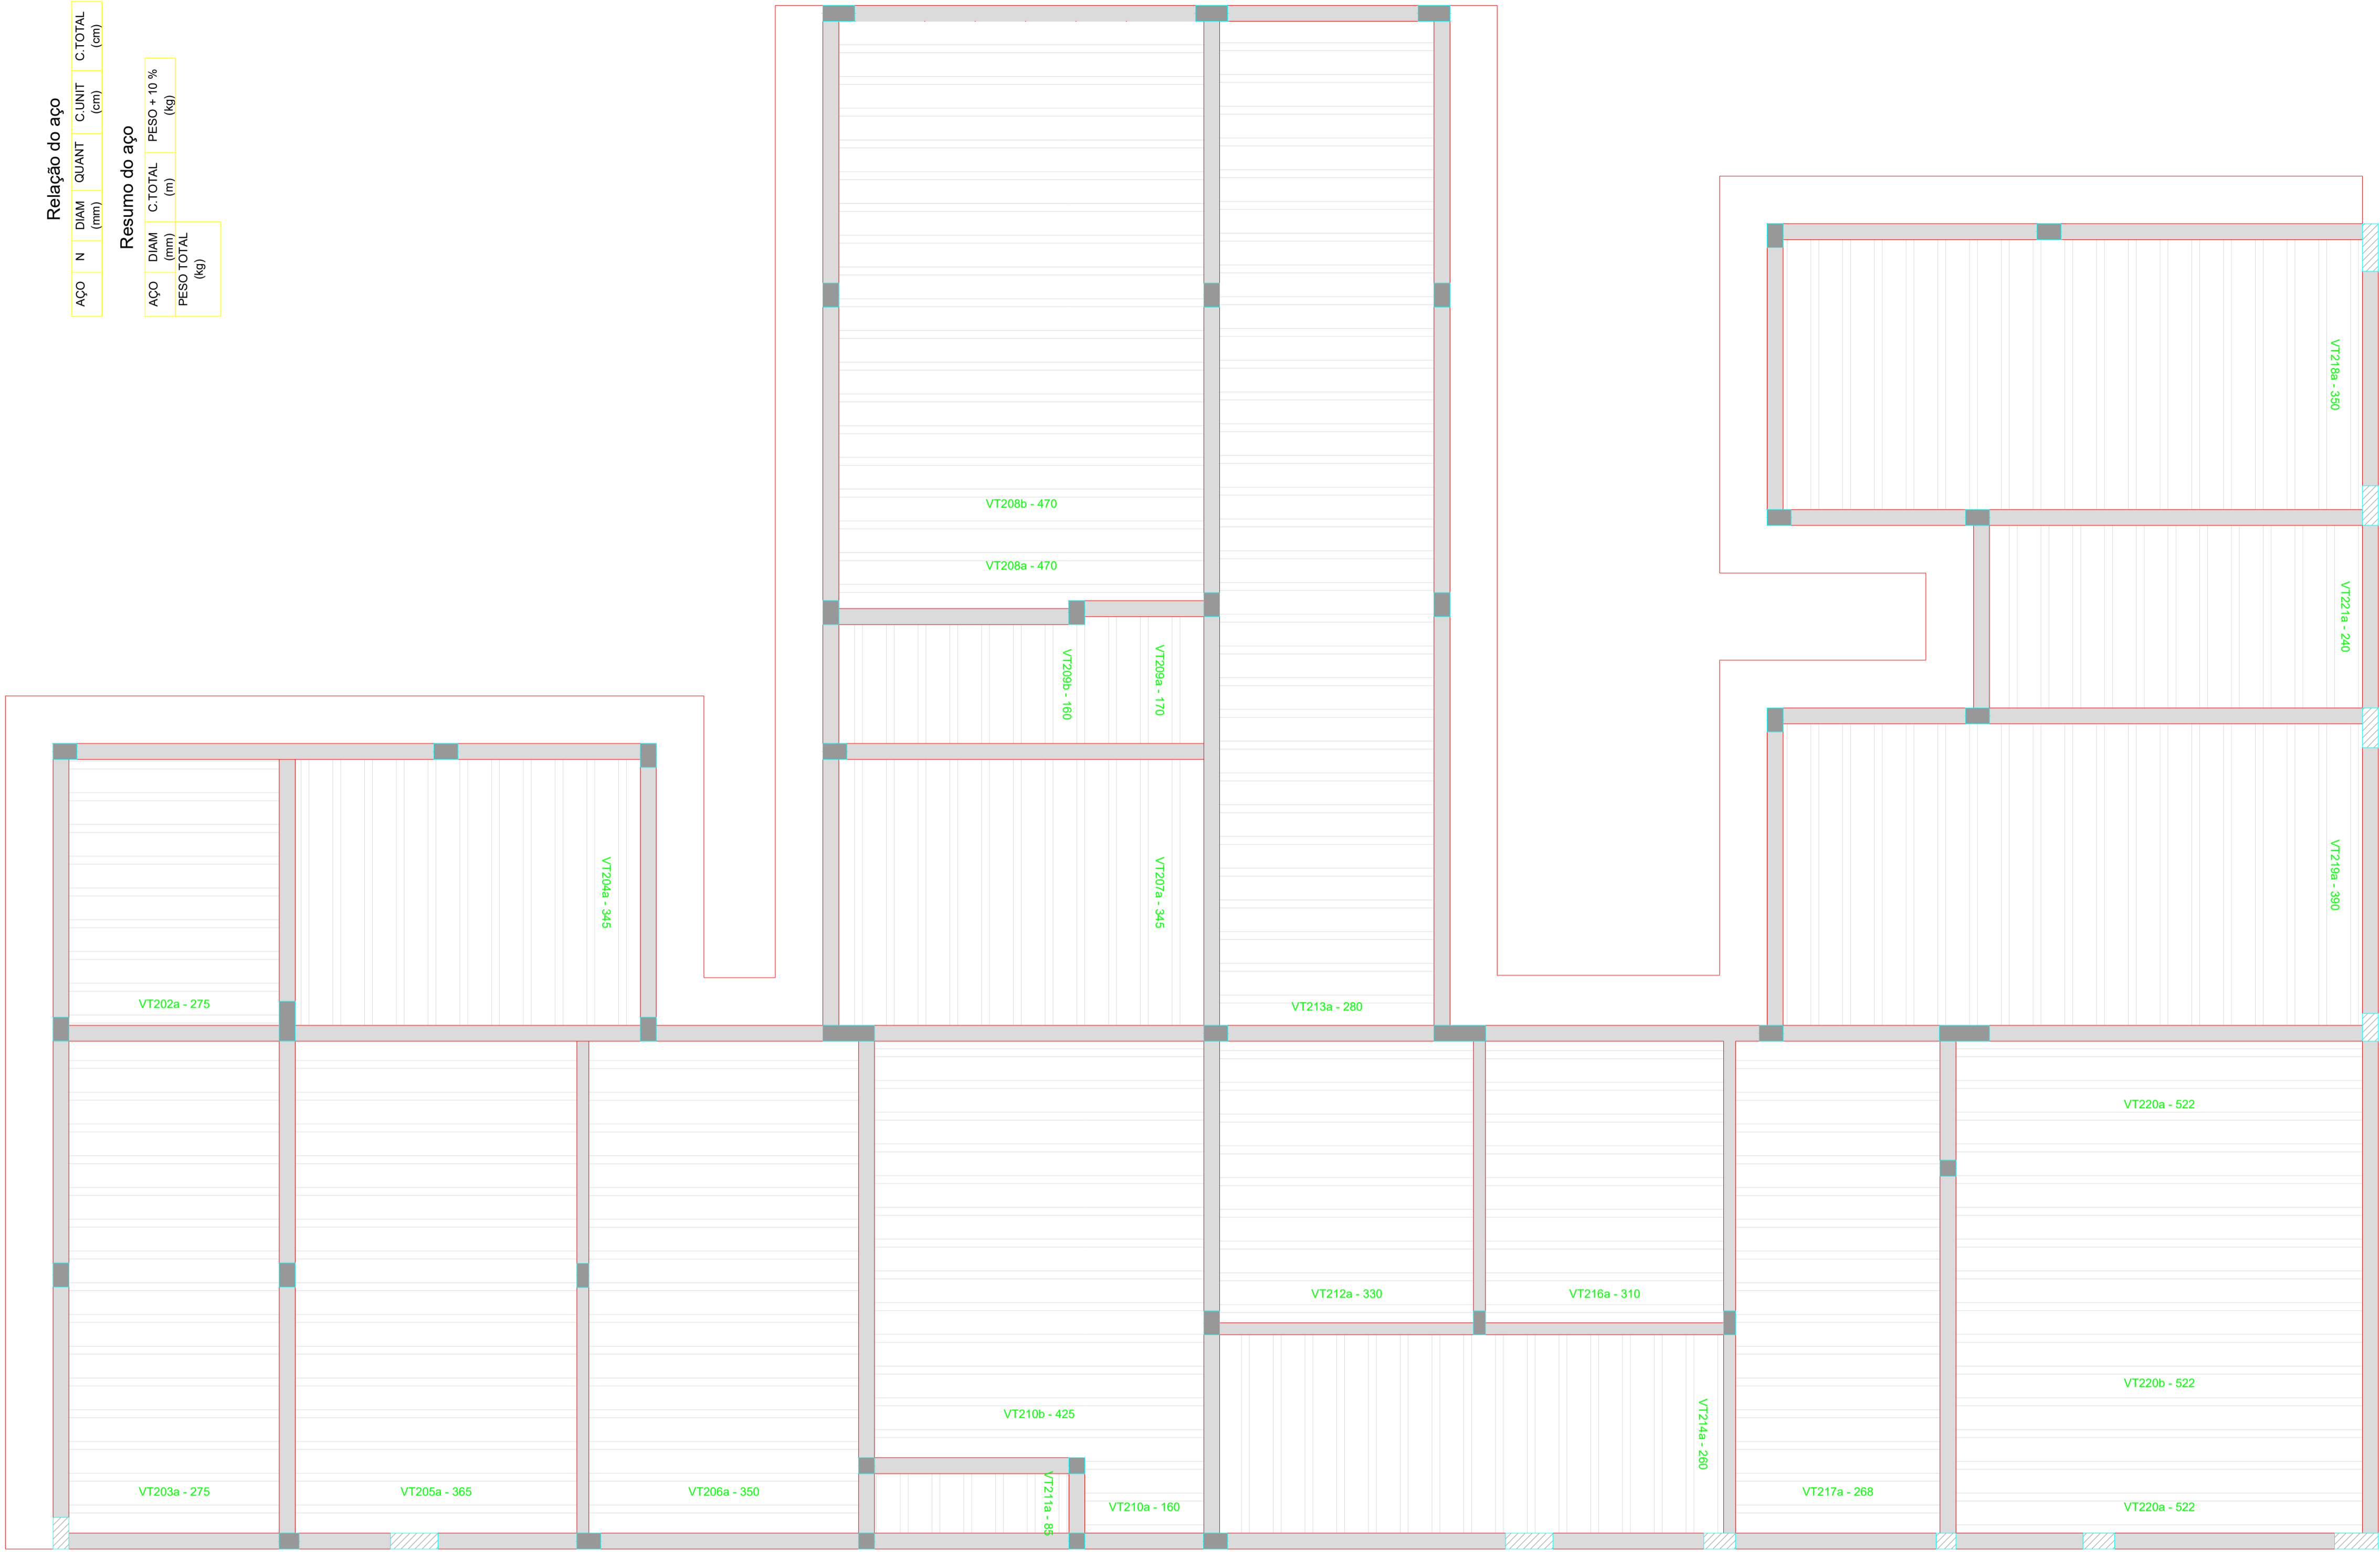 Relação do aço
AÇO N DIAM QUANT C.UNIT C.TOTAL
(mm) (cm) (cm)
Resumo do aço
AÇO DIAM C.TOTAL PESO + 10 %
(mm) (m) (kg)
PESO TOTAL
(kg)
VT208b - 470
VT208a - 470
VT218a - 350
VT221a - 240
VT209b - 160
VT209a - 170
VT204a - 345
VT207a - 345
VT219a - 390
VT202a - 275
VT213a - 280
VT220a - 522
VT212a - 330
VT216a - 310
VT220b - 522
VT210b - 425
VT214a - 260
VT203a - 275
VT205a - 365
VT206a - 350
VT211a - 85
VT210a - 160
VT217a - 268
VT220a - 522